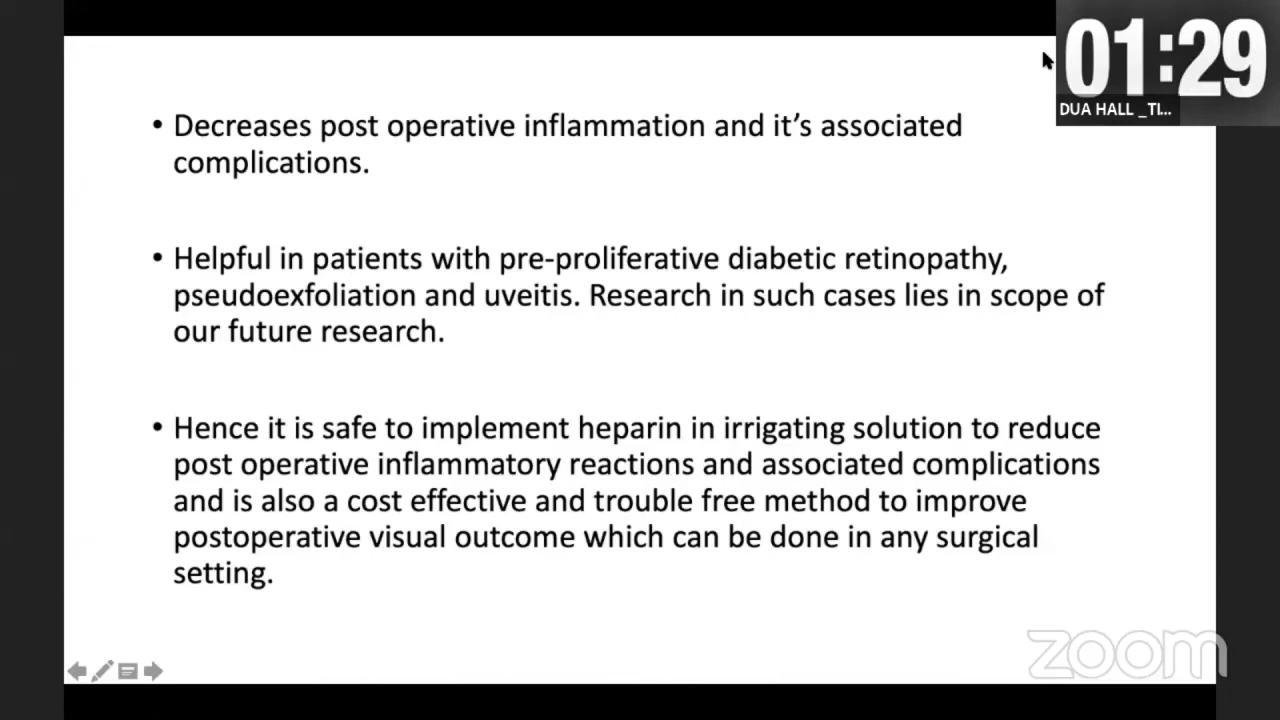 01:29
DUA HALL _TI...
• Decreases post operative inflammation and it's associated
complications.
• Helpful in patients with pre-proliferative diabetic retinopathy,
pseudoexfoliation and uveitis. Research in such cases lies in scope of
our future research.
• Hence it is safe to implement heparin in irrigating solution to reduce
post operative inflammatory reactions and associated complications
and is also a cost effective and trouble free method to improve
postoperative visual outcome which can be done in any surgical
setting.
zoom